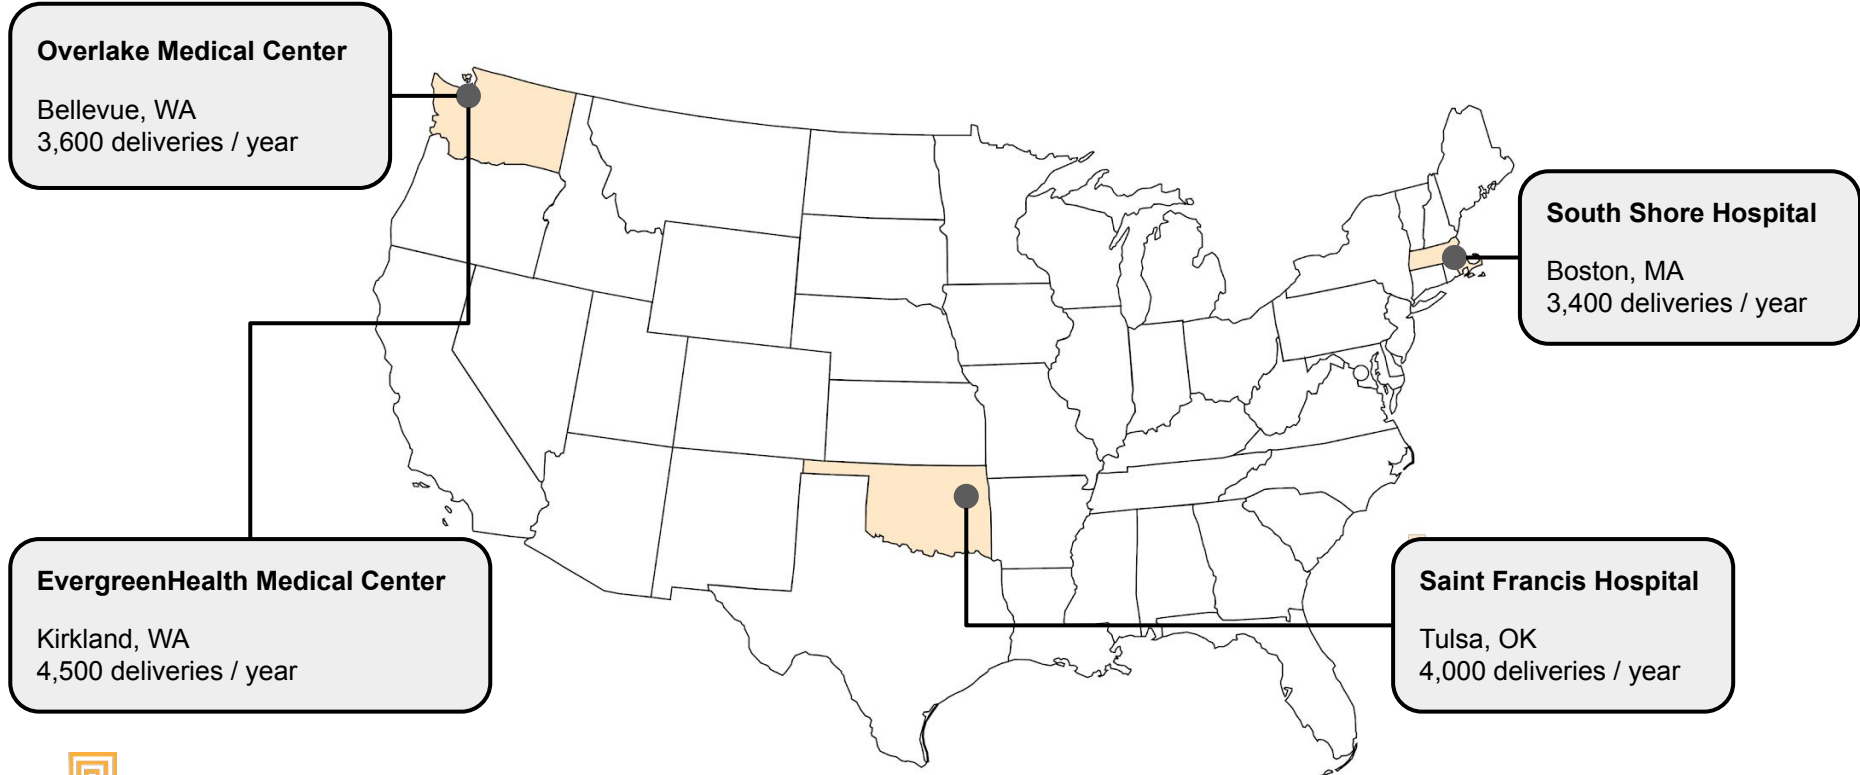 Overlake Medical Center
Bellevue, WA
3,600 deliveries / year
South Shore Hospital
Boston, MA
3,400 deliveries / year
EvergreenHealth Medical Center
Kirkland, WA
4,500 deliveries / year
Saint Francis Hospital
Tulsa, OK
4,000 deliveries / year